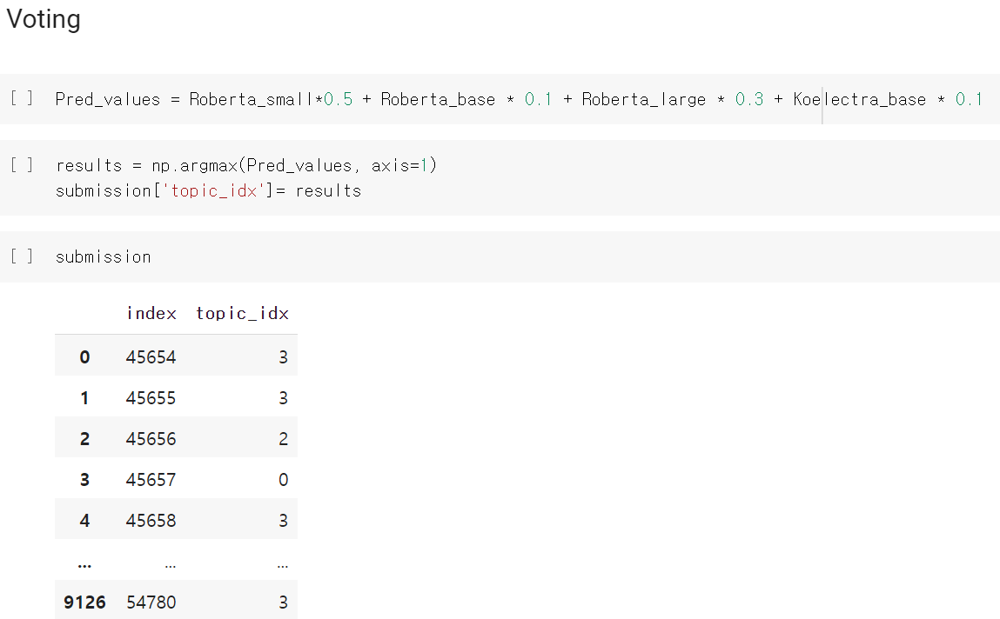 Voting
[ ] Pred_values = Roberta_small*0.5 + Roberta_base * 0.1 + Roberta_large * 0.3 + Koelectra_base * 0.1
[ ] results = np.argmax(Pred_values, axis=1)
submission['topic_idx']= results
[ ] submission
index topic_idx
0 45654 3
1 45655 3
2 45656 2
3 45657 0
4 45658 3
... ... ...
9126 54780 3